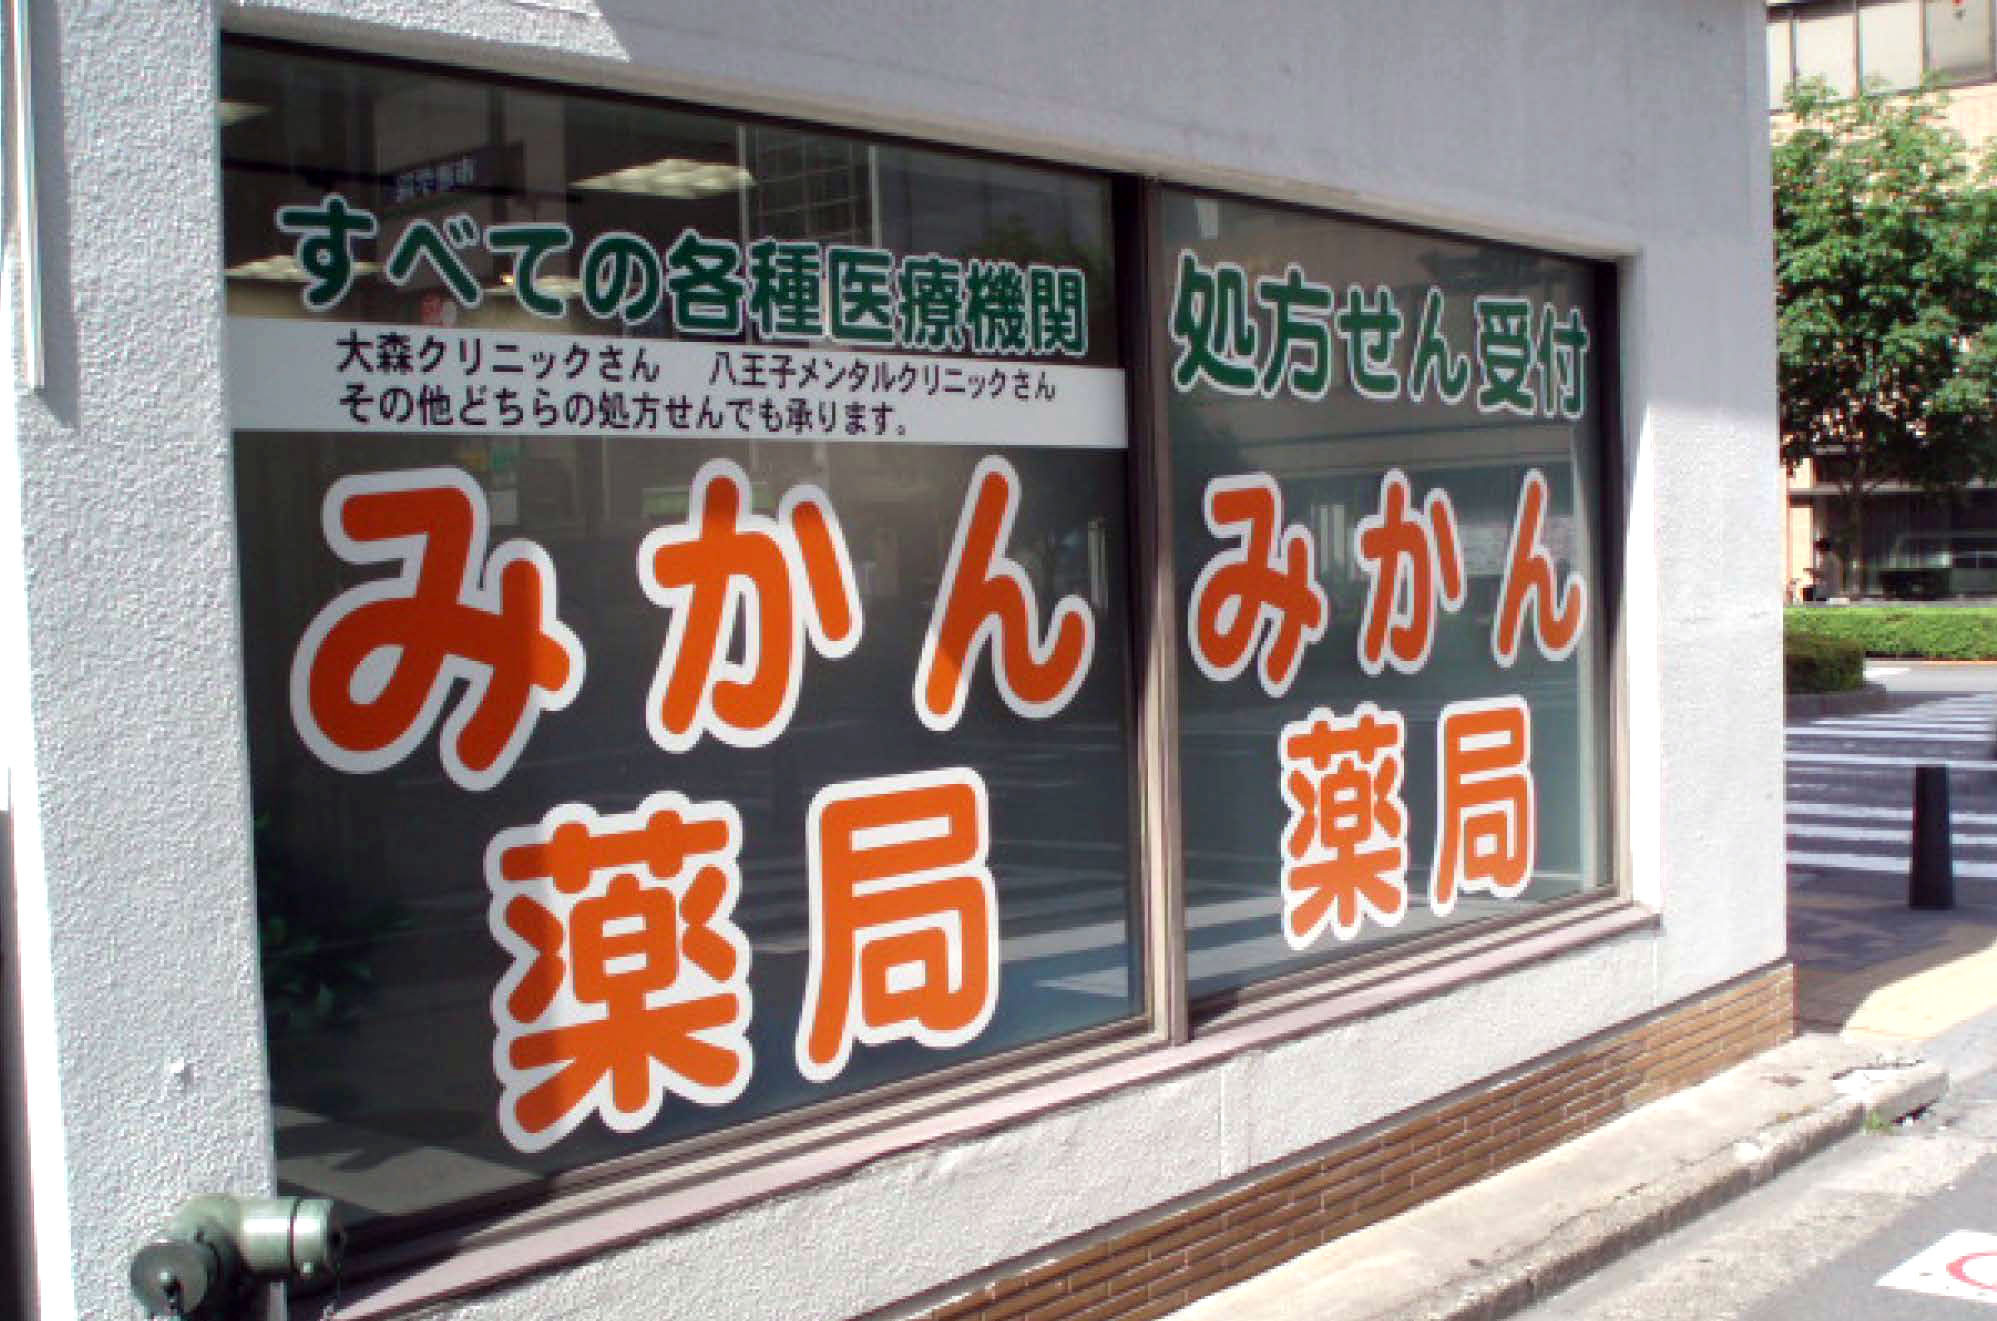 すべての各種医療機関
大森クリニックさん 八王子メンタルクリニックさん
その他どちらの処方せんでも承ります。
みかん
薬局
処方せん受付
みかん
薬局